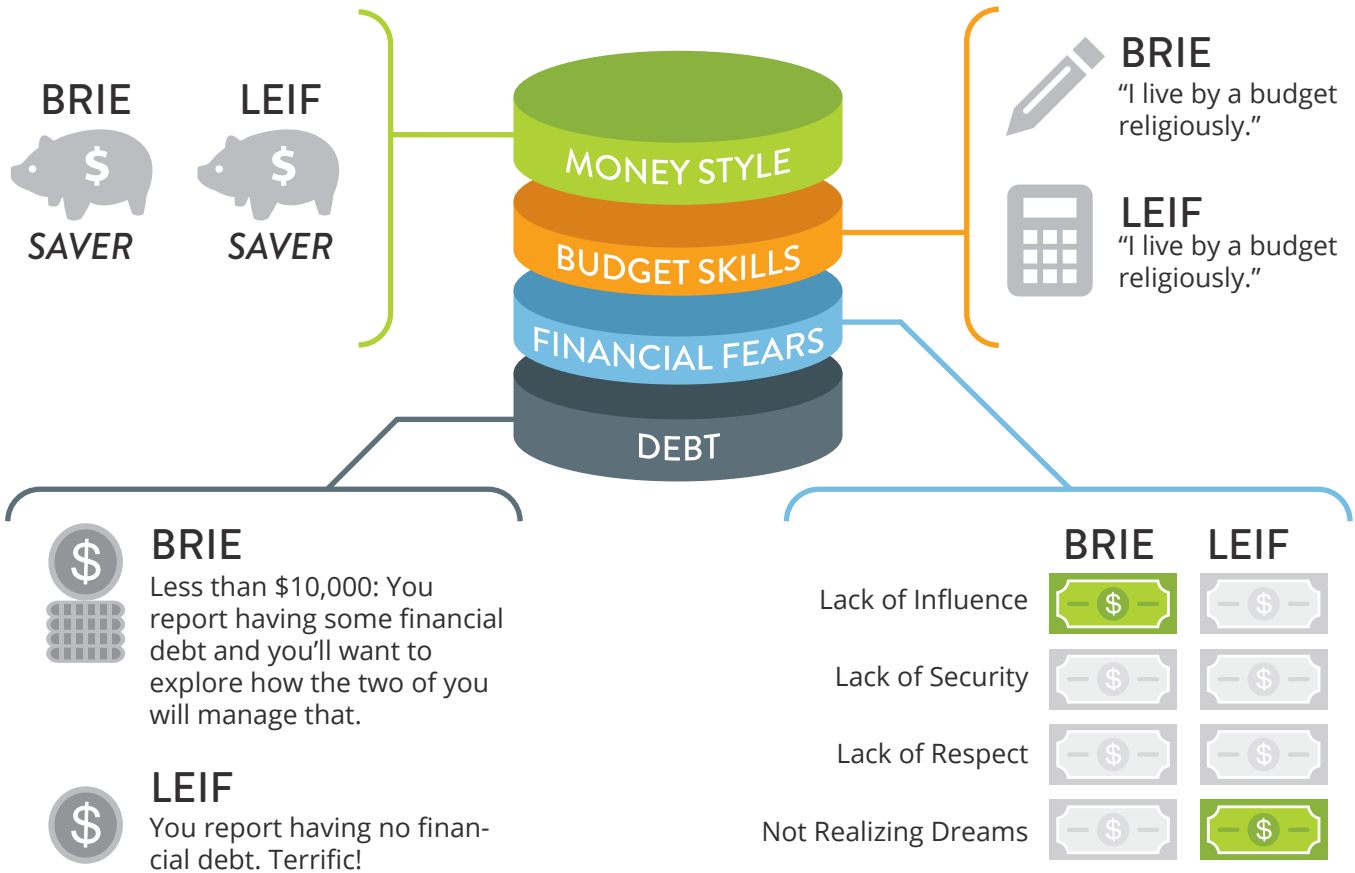 BRIE
LEIF
$
$
SAVER
SAVER
MONEY STYLE
BUDGET SKILLS
FINANCIAL FEARS
DEBT
BRIE
“I live by a budget
religiously.”
LEIF
“I live by a budget
religiously.”
$
BRIE
Less than $10,000: You
report having some financial
debt and you’ll want to
explore how the two of you
will manage that.
$
LEIF
You report having no finan-
cial debt. Terrific!
BRIE LEIF
Lack of Influence $ $
Lack of Security $ $
Lack of Respect $ $
Not Realizing Dreams $ $